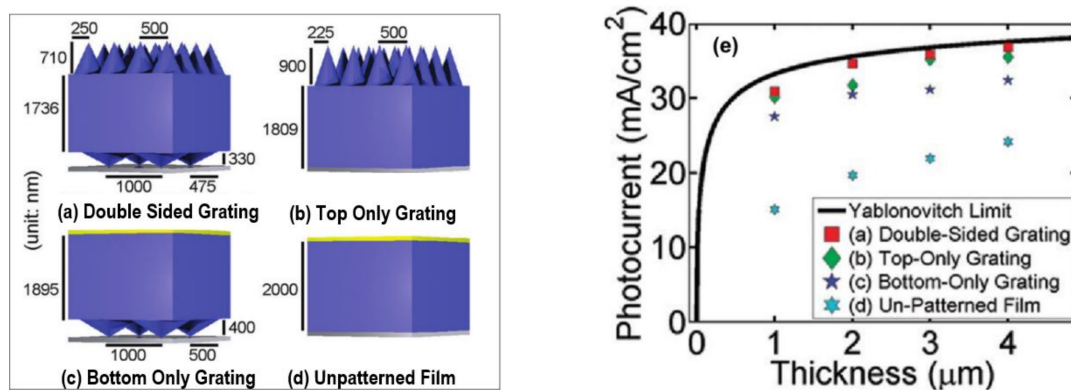 250
500
710
1736
330
1000
475
(a) Double Sided Grating
225
500
900
1809
(b) Top Only Grating
(unit: nm)
1895
400
1000
500
(c) Bottom Only Grating
2000
(d) Unpatterned Film
(e)
Photocurrent (mA/cm²)
40
30
20
10
0
0
1
2
3
4
Thickness (μm)
Yablonovitch Limit
(a) Double-Sided Grating
(b) Top-Only Grating
(c) Bottom-Only Grating
(d) Un-Patterned Film